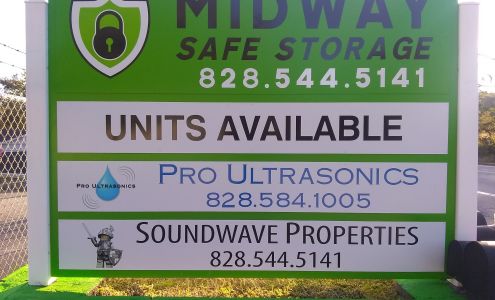 MIDWAY
SAFE STORAGE
828.544.5141
UNITS AVAILABLE
PRO ULTRASONICS
PRO ULTRASONICS
828.584.1005
SOUNDWAVE PROPERTIES
828.544.5141